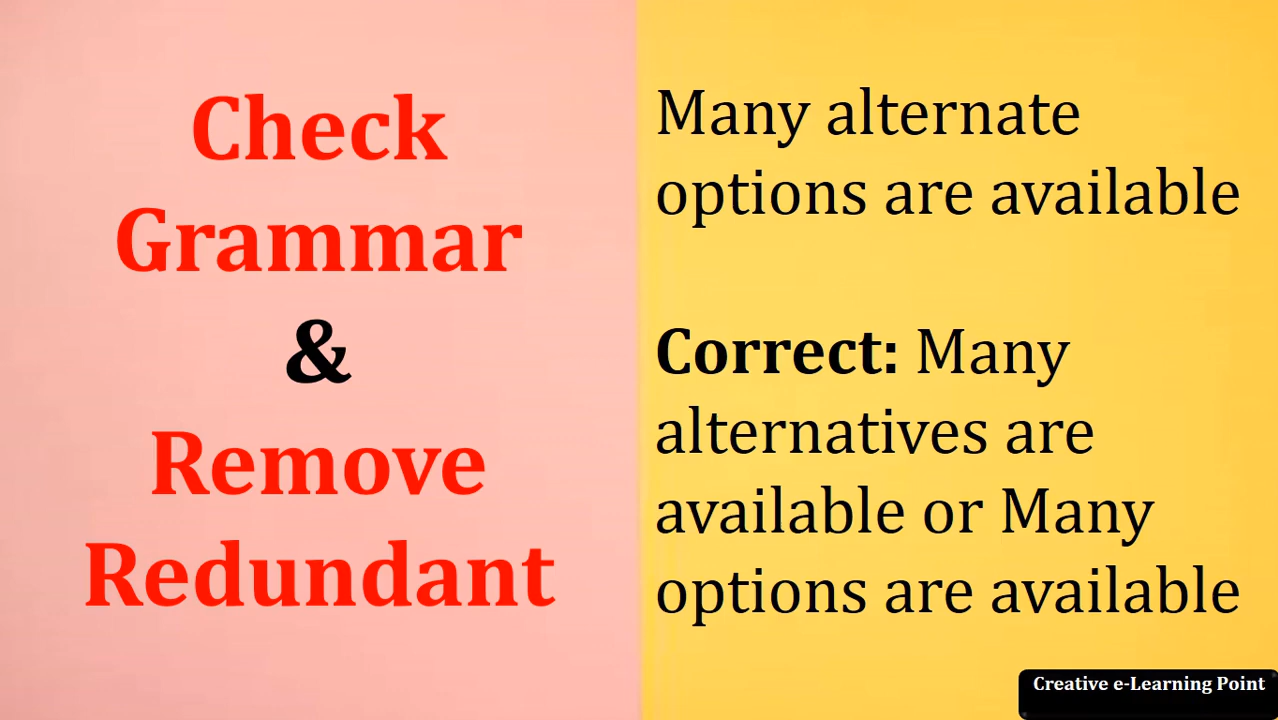 Check
Grammar
&
Remove
Redundant
Many alternate
options are available
Correct: Many
alternatives are
available or Many
options are available
Creative e-Learning Point